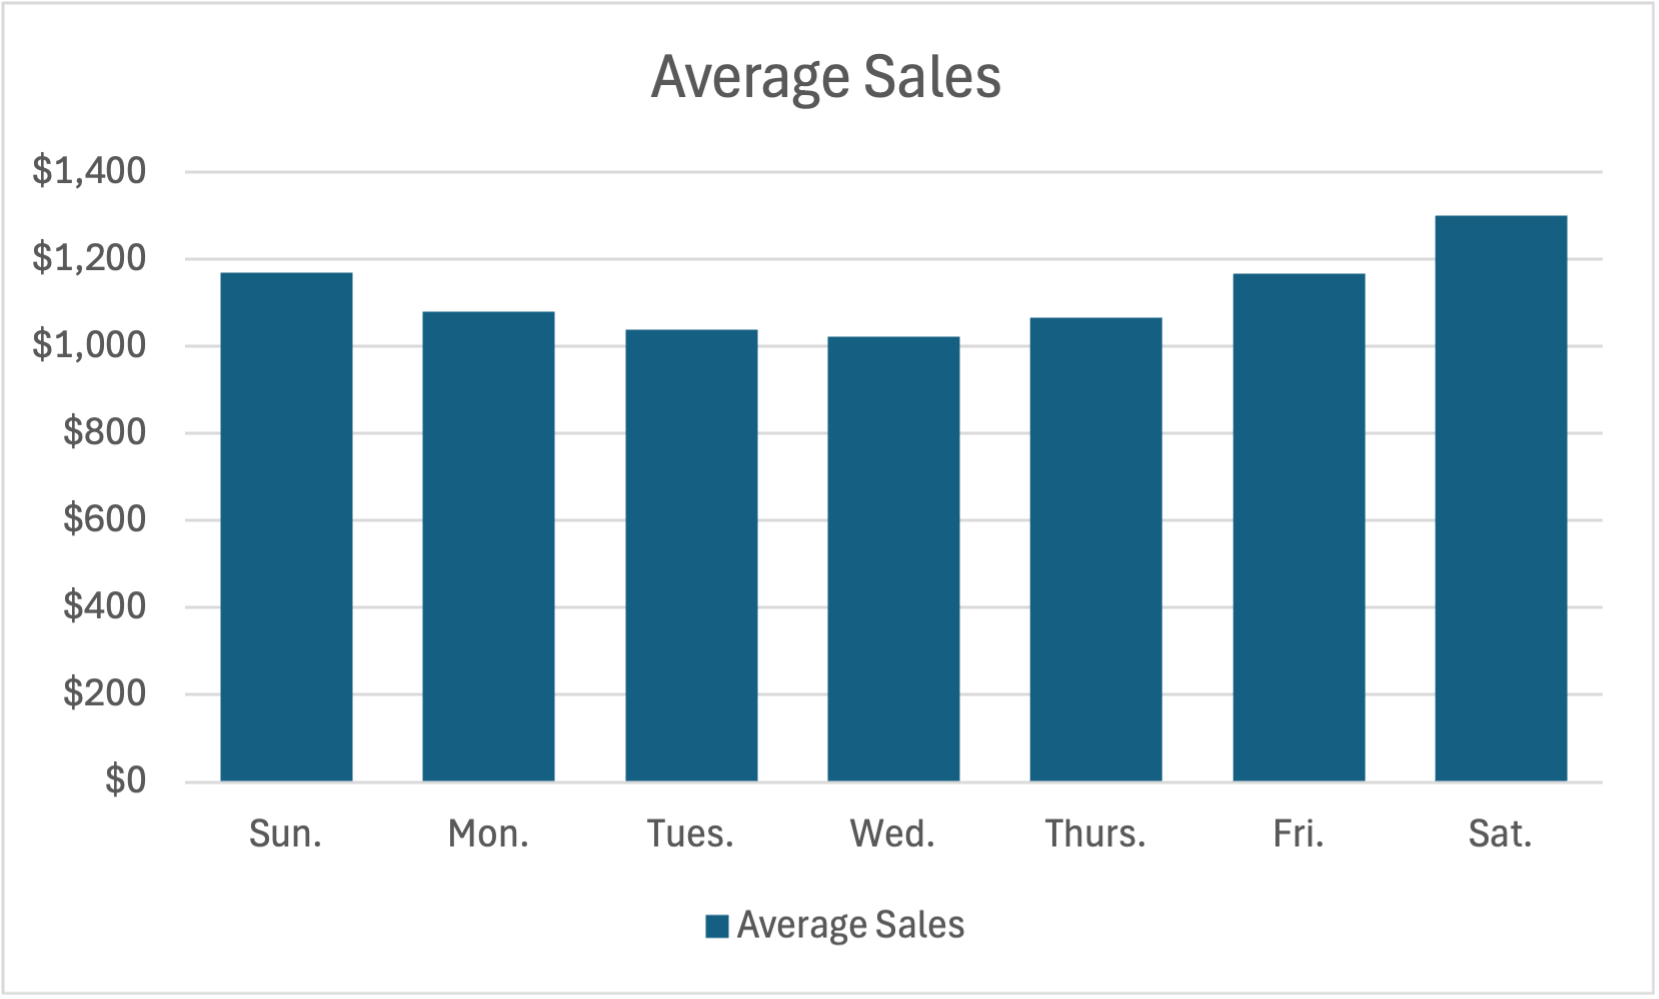 Average Sales
$1,400
$1,200
$1,000
$800
$600
$400
$200
$0
Sun. Mon. Tues. Wed. Thurs. Fri. Sat.
Average Sales